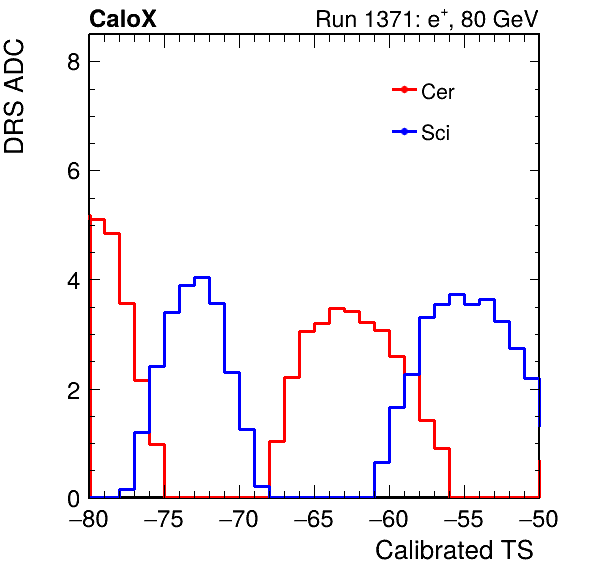 CaloX Run 1371: e⁺, 80 GeV
DRS ADC
8
6
4
2
0
Cer
Sci
−80 −75 −70 −65 −60 −55 −50
Calibrated TS